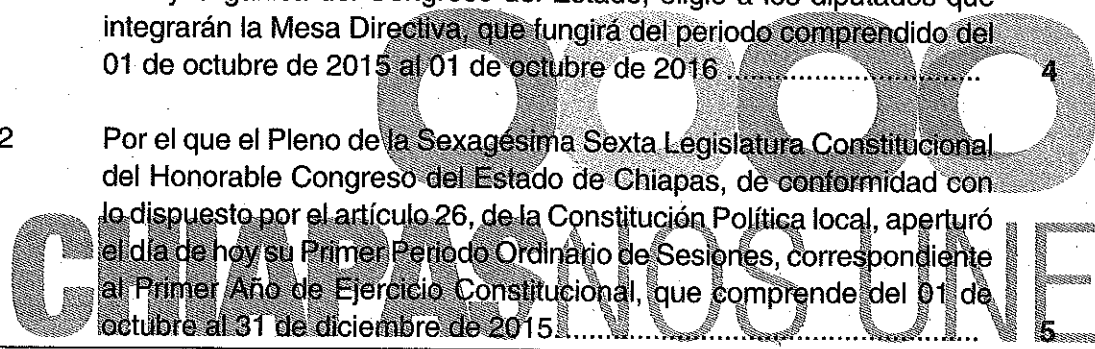 integrarán la Mesa Directiva, que fungirá del periodo comprendido del
01 de octubre de 2015 al 01 de octubre de 2016 .................................. 4
2 Por el que el Pleno de la Sexagésima Sexta Legislatura Constitucional
del Honorable Congreso del Estado de Chiapas, de conformidad con
lo dispuesto por el artículo 26, de la Constitución Política local, aperturó
el día de hoy su Primer Periodo Ordinario de Sesiones, correspondiente
al Primer Año de Ejercicio Constitucional, que comprende del 01 de
octubre al 31 de diciembre de 2015.................................................... 5
CHIAPASNOS UNE